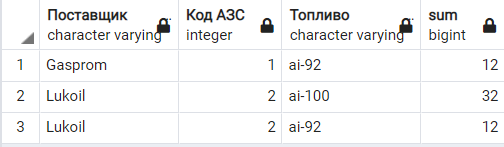 Поставщик Код АЗС Топливо sum
character varying integer character varying bigint
1 Gasprom 1 ai-92 12
2 Lukoil 2 ai-100 32
3 Lukoil 2 ai-92 12